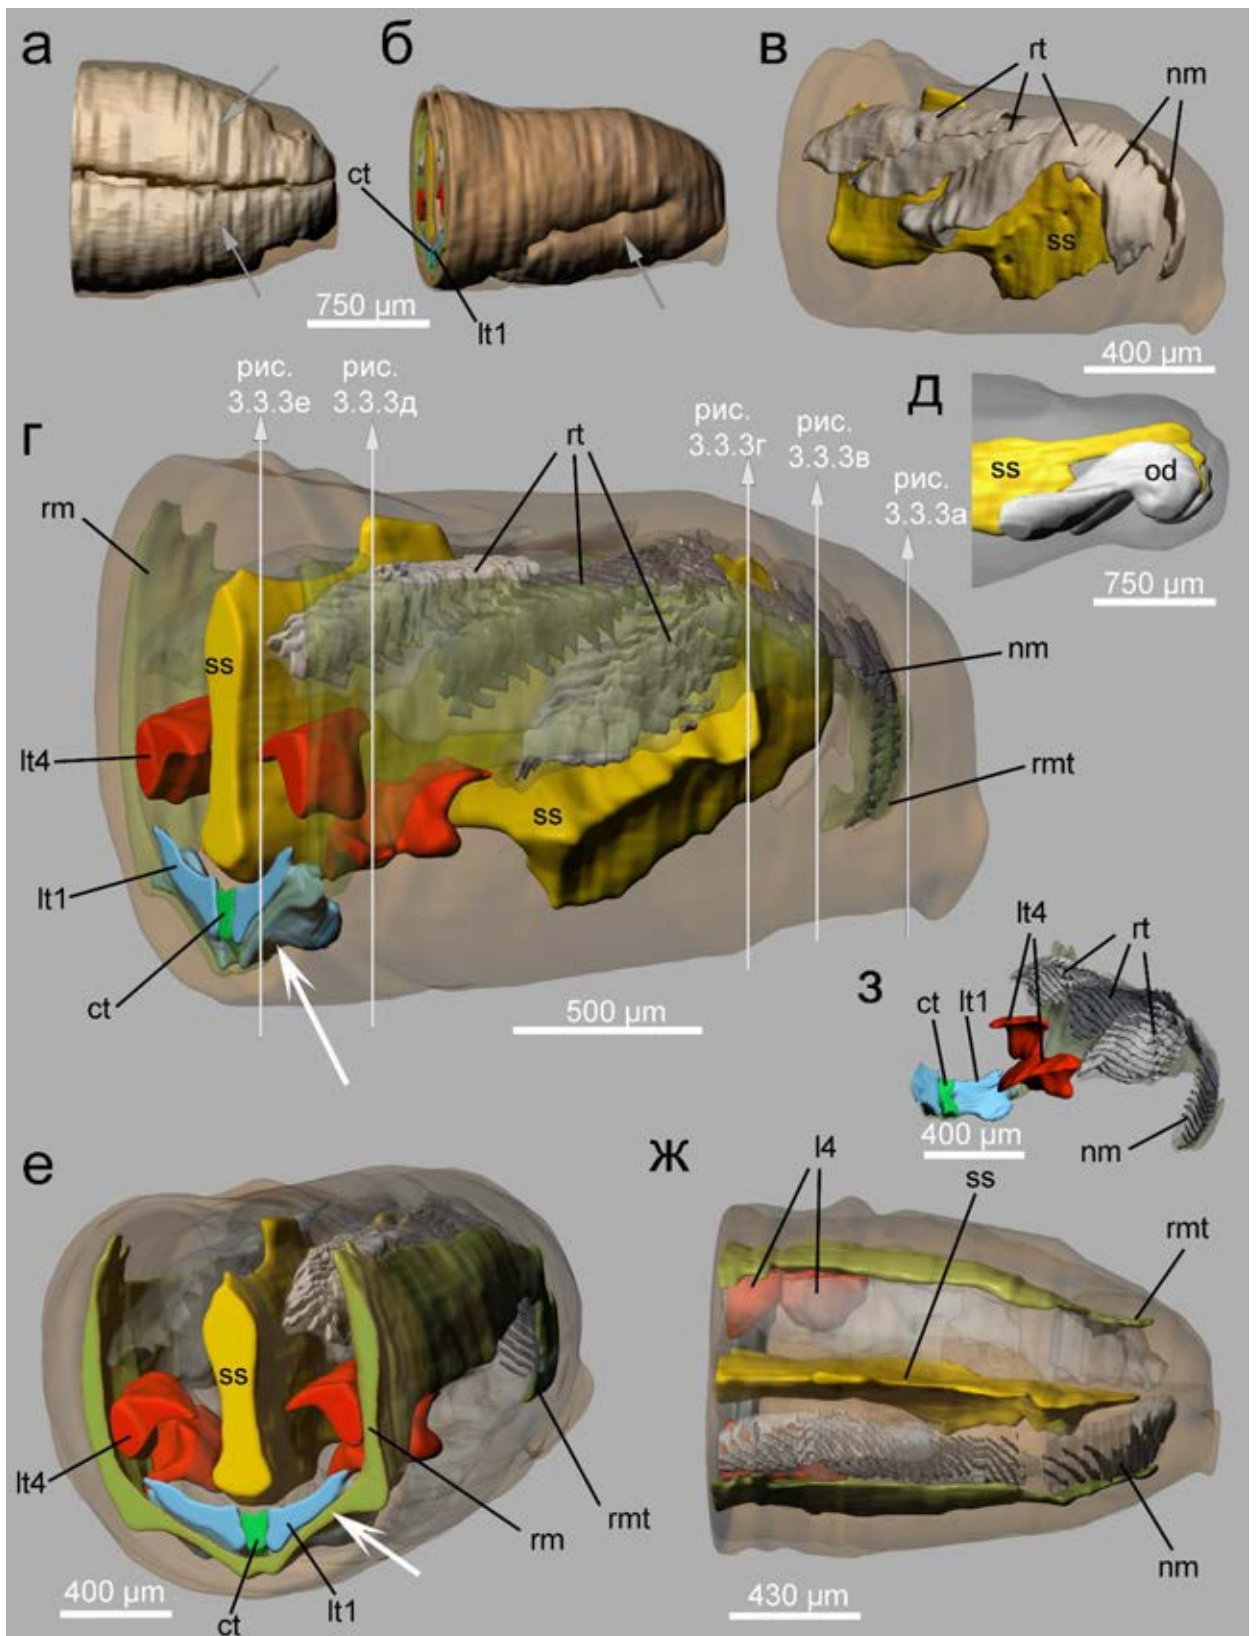 а
б
в
rt
nm
ct
ss
750 µm
lt1
400 µm
рис.
3.3.3е
рис.
3.3.3д
д
г
rt
рис.
3.3.3г
рис.
3.3.3в
рис.
3.3.3а
ss
od
rm
750 µm
ss
nm
lt4
rmt
ss
lt1
ct
500 µm
з
lt4
rt
ct
lt1
400 µm
nm
е
ж
l4
ss
rmt
ss
lt4
rmt
rm
nm
400 µm
ct
lt1
430 µm